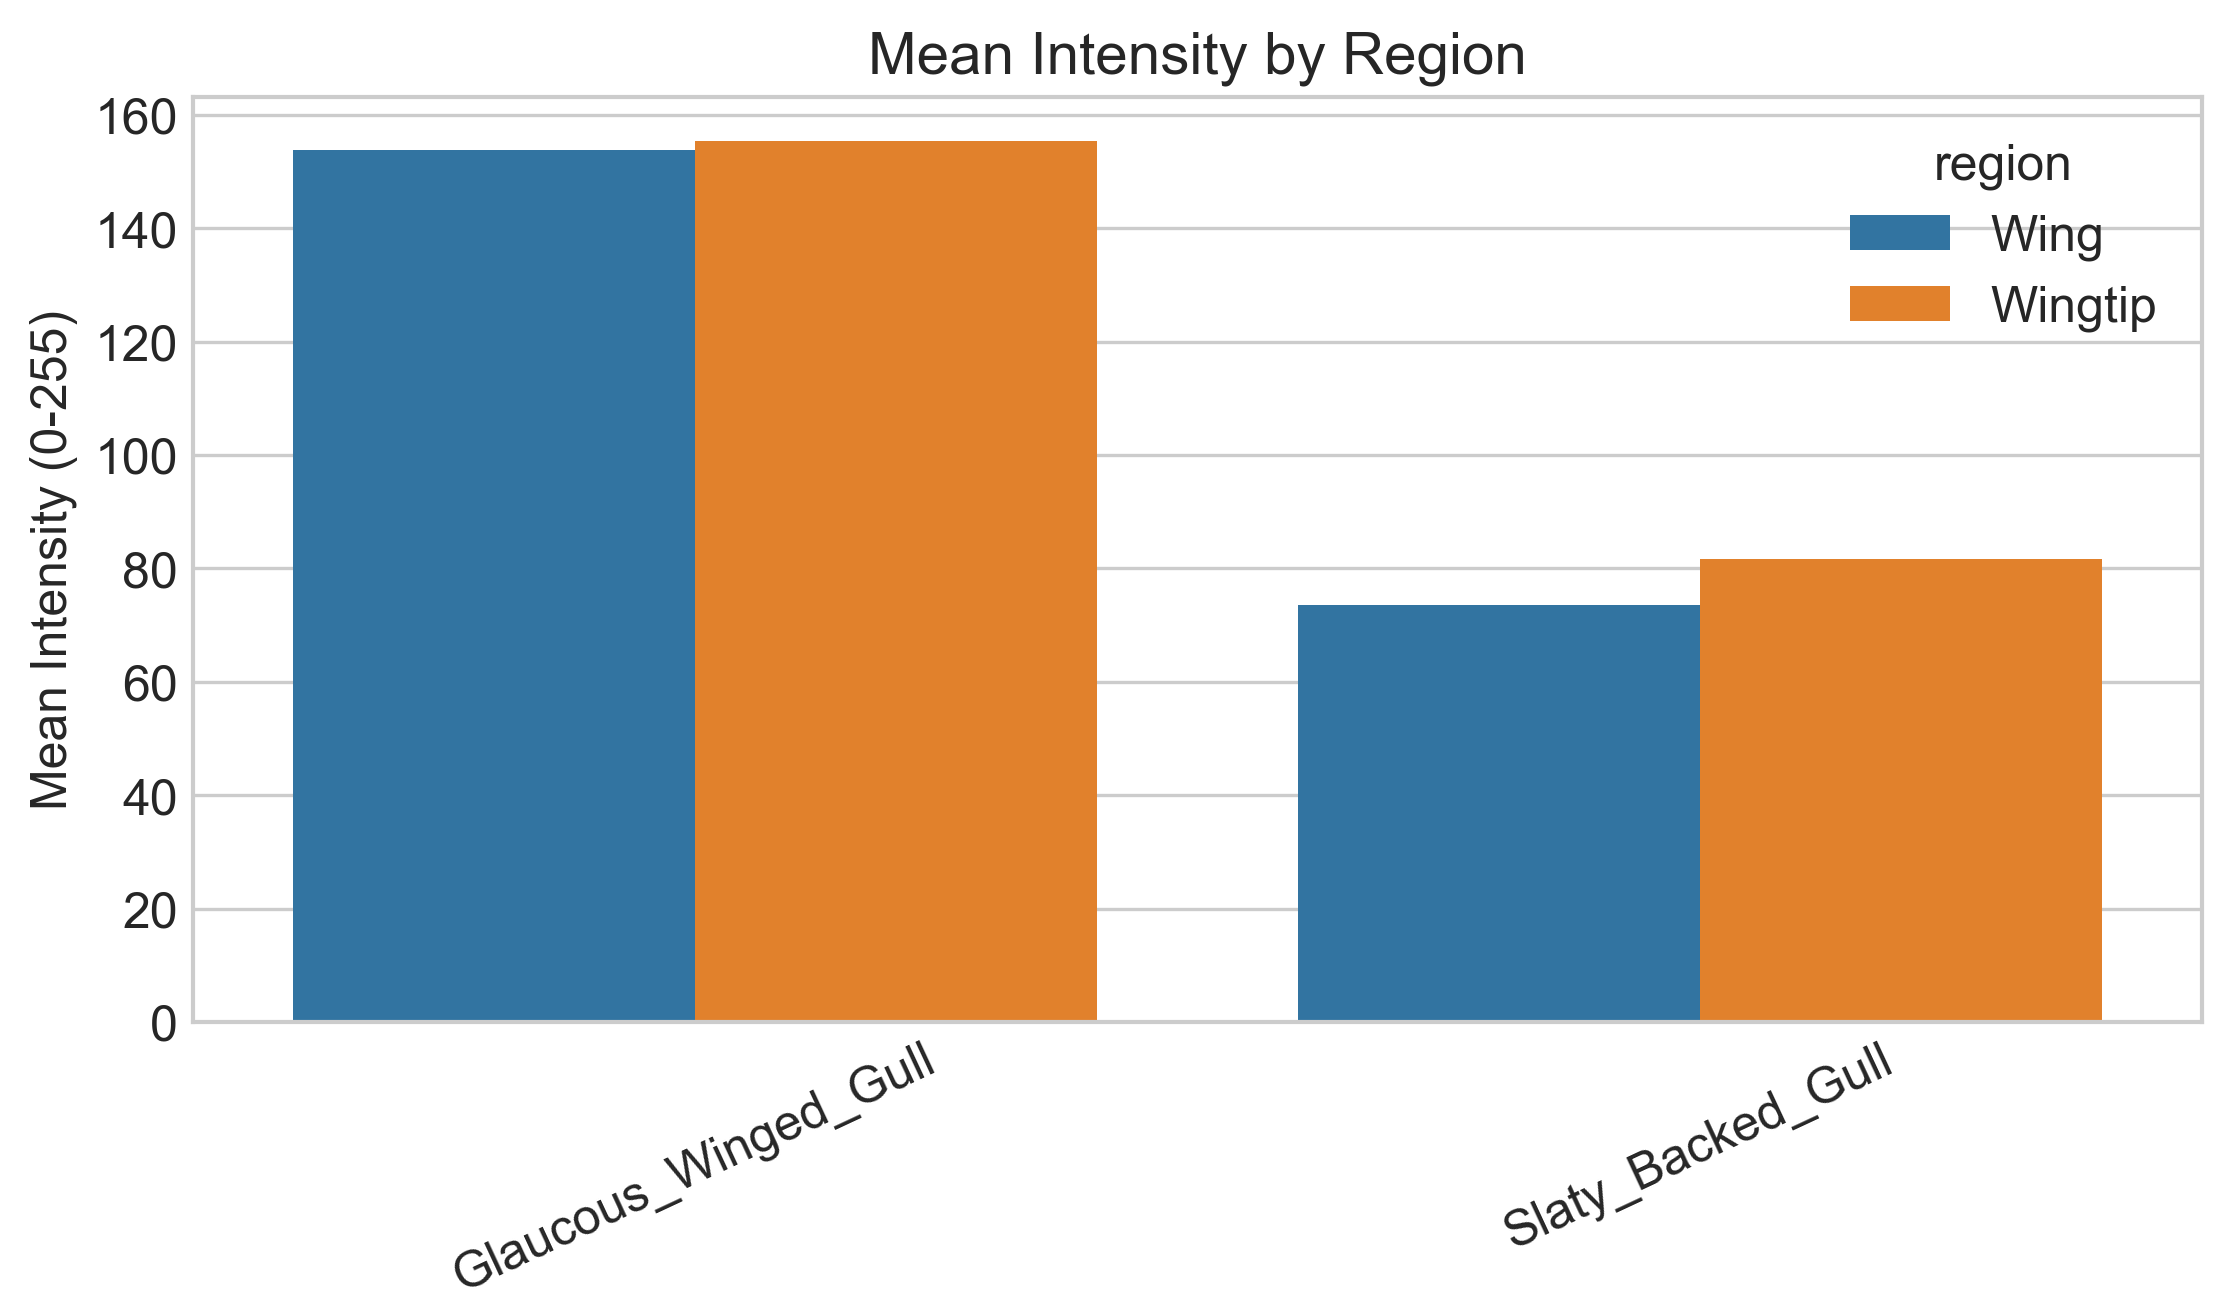 Mean Intensity by Region
Mean Intensity (0-255)
160
140
120
100
80
60
40
20
0
region
Wing
Wingtip
Glaucous_Winged_Gull
Slaty_Backed_Gull